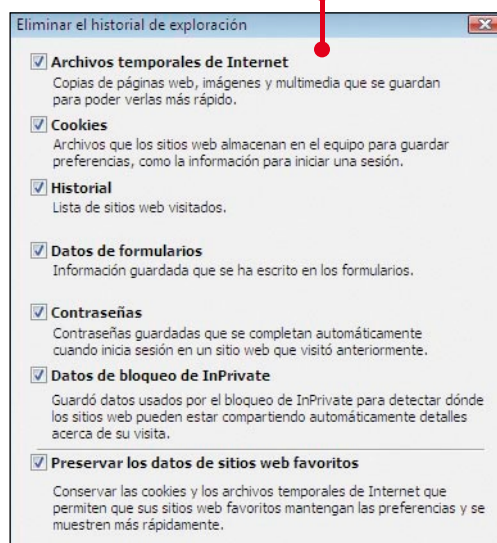 Eliminar el historial de exploración
Archivos temporales de Internet
Copias de páginas web, imágenes y multimedia que se guardan
para poder verlas más rápido.
Cookies
Archivos que los sitios web almacenan en el equipo para guardar
preferencias, como la información para iniciar una sesión.
Historial
Lista de sitios web visitados.
Datos de formularios
Información guardada que se ha escrito en los formularios.
Contraseñas
Contraseñas guardadas que se completan automáticamente
cuando inicia sesión en un sitio web que visitó anteriormente.
Datos de bloqueo de InPrivate
Guardó datos usados por el bloqueo de InPrivate para detectar dónde
los sitios web pueden estar compartiendo automáticamente detalles
acerca de su visita.
Preservar los datos de sitios web favoritos
Conservar las cookies y los archivos temporales de Internet que
permiten que sus sitios web favoritos mantengan las preferencias y se
muestren más rápidamente.